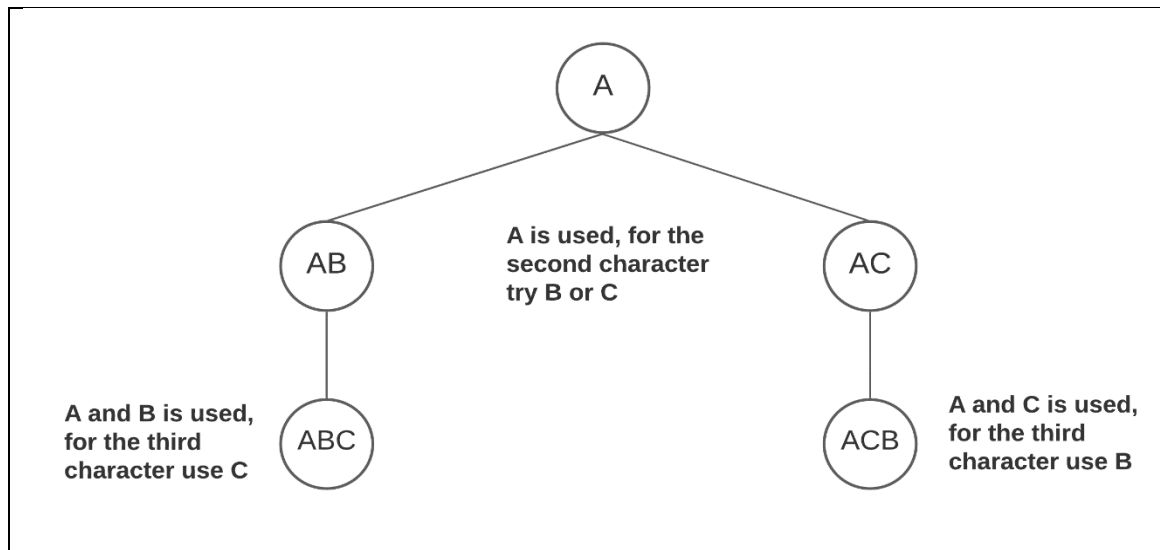 A
AB
A is used, for the
second character
try B or C
AC
A and B is used,
for the third
character use C
ABC
ACB
A and C is used,
for the third
character use B